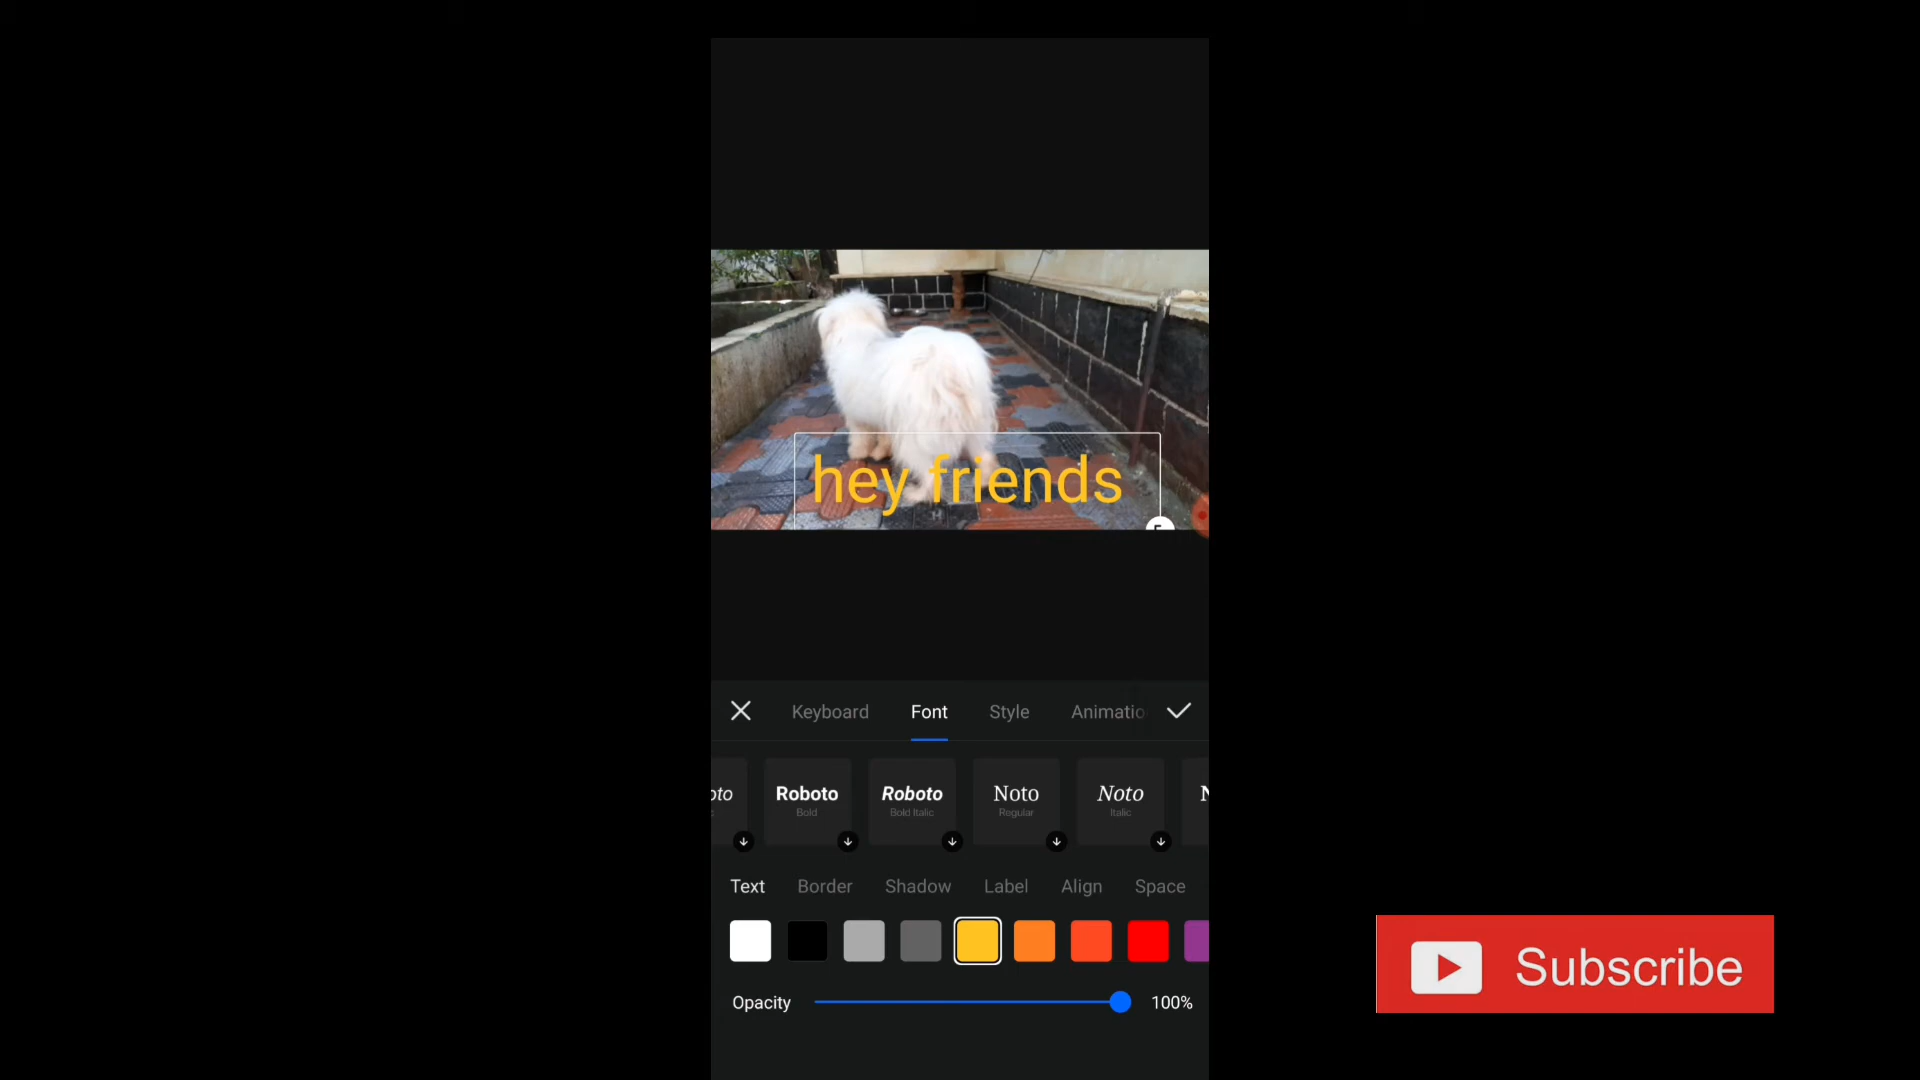 hey friends
Keyboard Font Style Animatio
oto Roboto Roboto Noto Noto N
Bold Bold Italic Regular Italic
Text Border Shadow Label Align Space
Opacity 100%
Subscribe